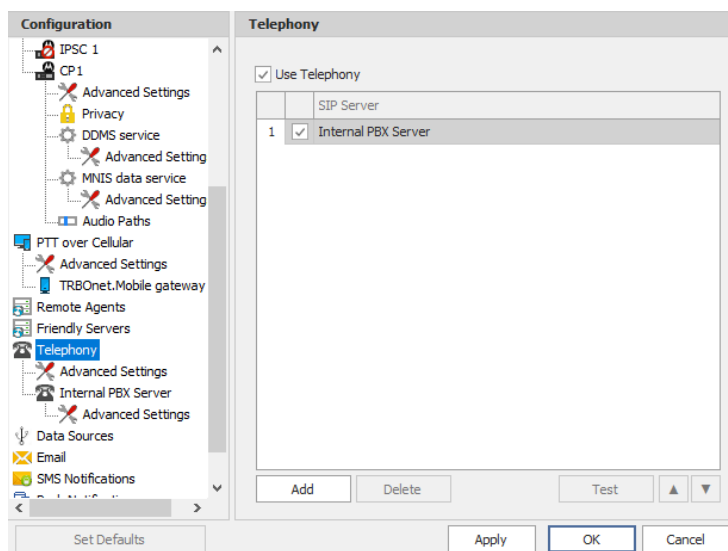 Configuration
IPSC 1
CP1
Advanced Settings
Privacy
DDMS service
Advanced Setting
MNIS data service
Advanced Setting
Audio Paths
PTT over Cellular
Advanced Settings
TRBOnet.Mobile gateway
Remote Agents
Friendly Servers
Telephony
Advanced Settings
Internal PBX Server
Advanced Settings
Data Sources
Email
SMS Notifications
Set Defaults
Telephony
Use Telephony
SIP Server
1 Internal PBX Server
Add Delete Test
Apply OK Cancel